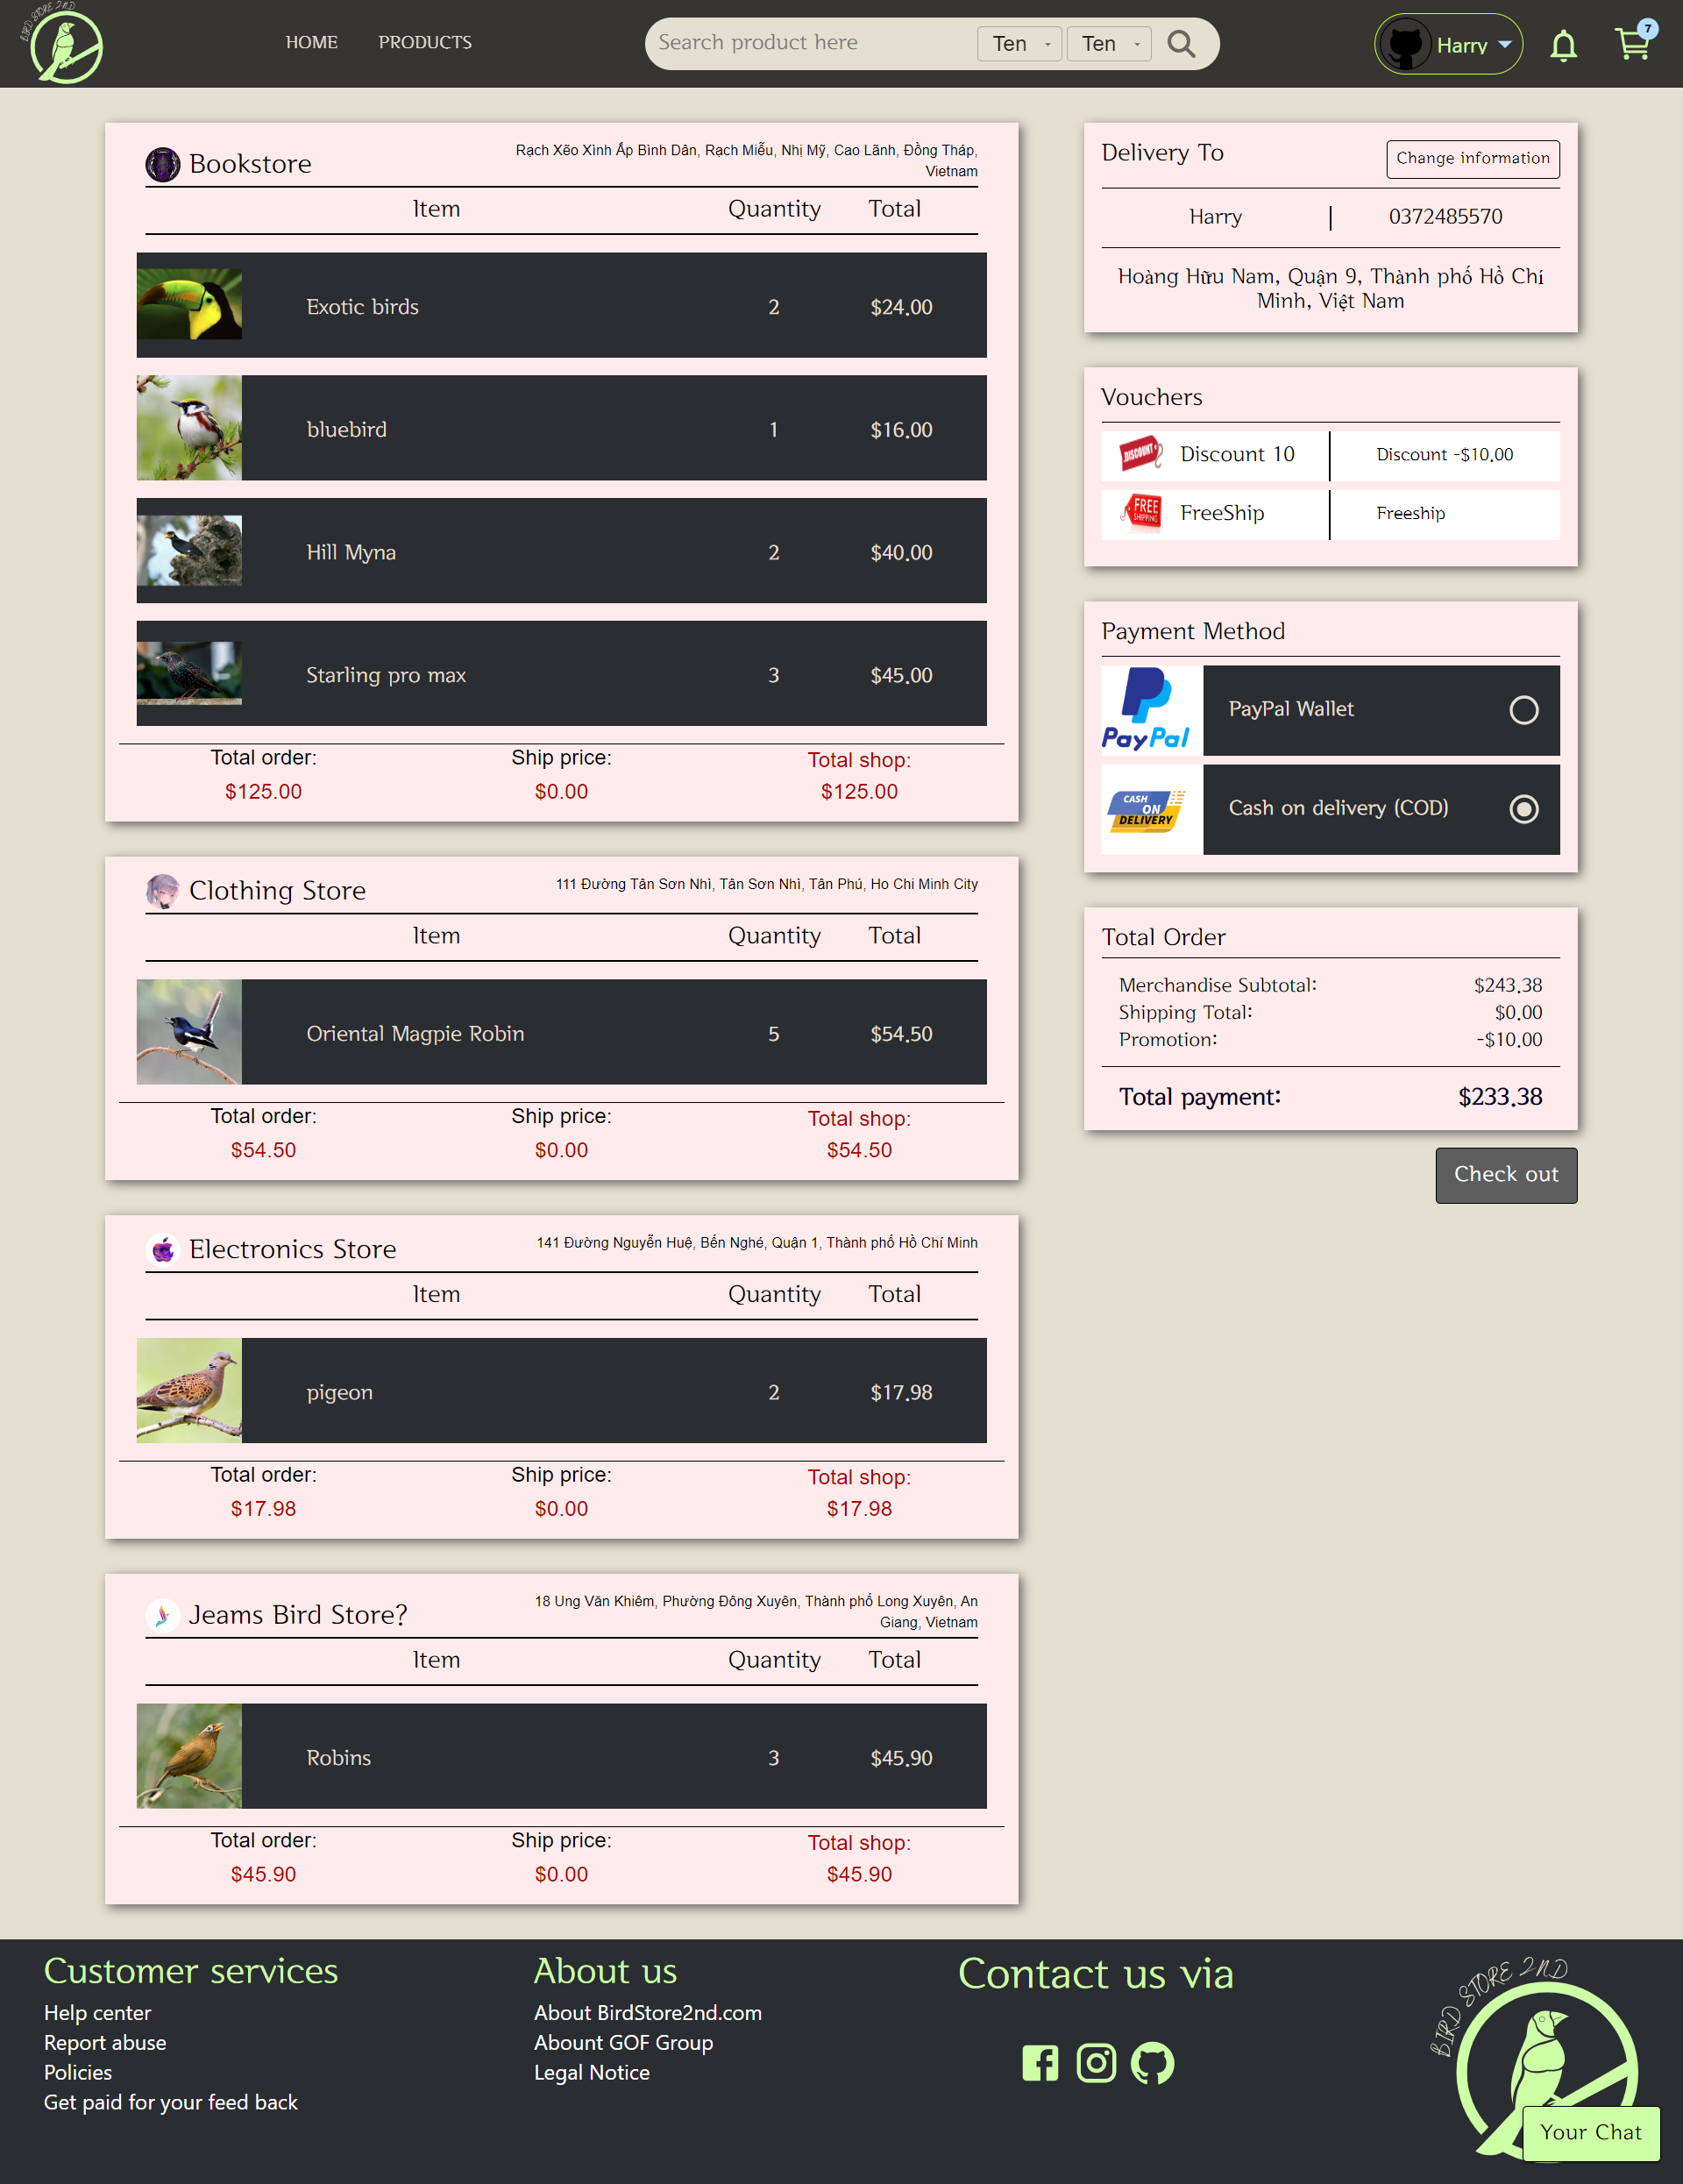 BIRD STORE 2ND
HOME
PRODUCTS
Search product here
Ten
Ten
Harry
7
Bookstore
Rạch Xẽo Xình Ấp Bình Dân, Rạch Miễu, Nhị Mỹ, Cao Lãnh, Đồng Tháp,
Vietnam
Item Quantity Total
Exotic birds 2 $24.00
bluebird 1 $16.00
Hill Myna 2 $40.00
Starling pro max 3 $45.00
Total order: Ship price: Total shop:
$125.00 $0.00 $125.00
Clothing Store
111 Đường Tân Sơn Nhì, Tân Sơn Nhì, Tân Phú, Ho Chi Minh City
Item Quantity Total
Oriental Magpie Robin 5 $54.50
Total order: Ship price: Total shop:
$54.50 $0.00 $54.50
Electronics Store
141 Đường Nguyễn Huệ, Bến Nghé, Quận 1, Thành phố Hồ Chí Minh
Item Quantity Total
pigeon 2 $17.98
Total order: Ship price: Total shop:
$17.98 $0.00 $17.98
Jeams Bird Store?
18 Ung Văn Khiêm, Phường Đông Xuyên, Thành phố Long Xuyên, An
Giang, Vietnam
Item Quantity Total
Robins 3 $45.90
Total order: Ship price: Total shop:
$45.90 $0.00 $45.90
Delivery To
Change information
Harry | 0372485570
Hoàng Hữu Nam, Quận 9, Thành phố Hồ Chí
Minh, Việt Nam
Vouchers
DISCOUNT
Discount 10
Discount -$10.00
FREE
SHIPPING
FreeShip
Freeship
Payment Method
PayPal
PayPal Wallet
CASH
ON
DELIVERY
Cash on delivery (COD)
Total Order
Merchandise Subtotal: $243.38
Shipping Total: $0.00
Promotion: -$10.00
Total payment: $233.38
Check out
Customer services
Help center
Report abuse
Policies
Get paid for your feed back
About us
About BirdStore2nd.com
Abount GOF Group
Legal Notice
Contact us via
BIRD STORE 2ND
Your Chat